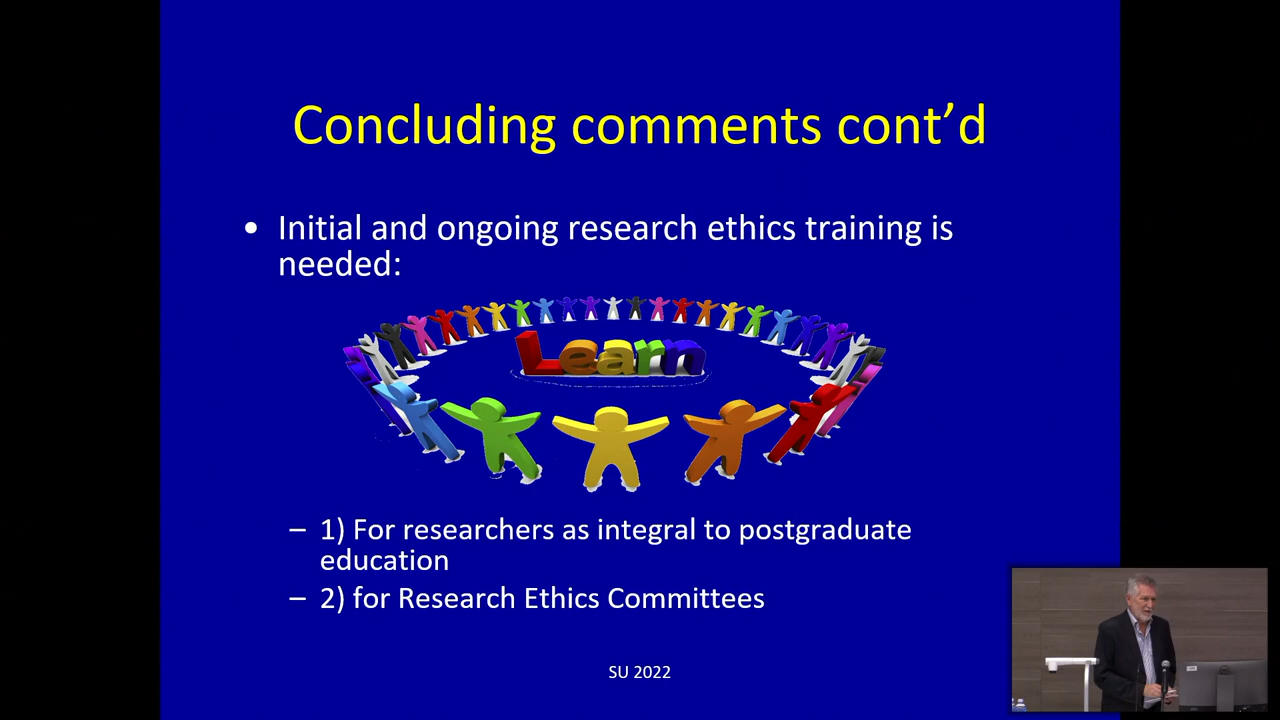 Concluding comments cont’d
• Initial and ongoing research ethics training is
needed:
Learn
– 1) For researchers as integral to postgraduate
education
– 2) for Research Ethics Committees
SU 2022